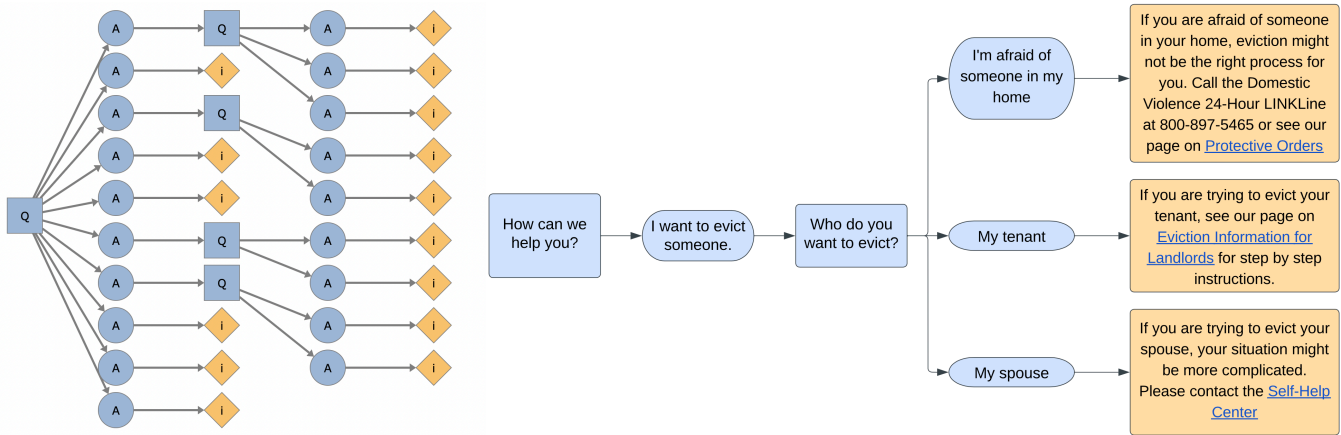 A Q A i
A i A i
A Q A i
A i A i
A i A i
Q
A Q A i
A Q A i
A i A i
A i A i
A i
How can we
help you?
I want to evict
someone.
Who do you
want to evict?
I'm afraid of
someone in my
home
If you are afraid of someone
in your home, eviction might
not be the right process for
you. Call the Domestic
Violence 24-Hour LINKLine
at 800-897-5465 or see our
page on Protective Orders
My tenant
If you are trying to evict your
tenant, see our page on
Eviction Information for
Landlords for step by step
instructions.
My spouse
If you are trying to evict your
spouse, your situation might
be more complicated.
Please contact the Self-Help
Center